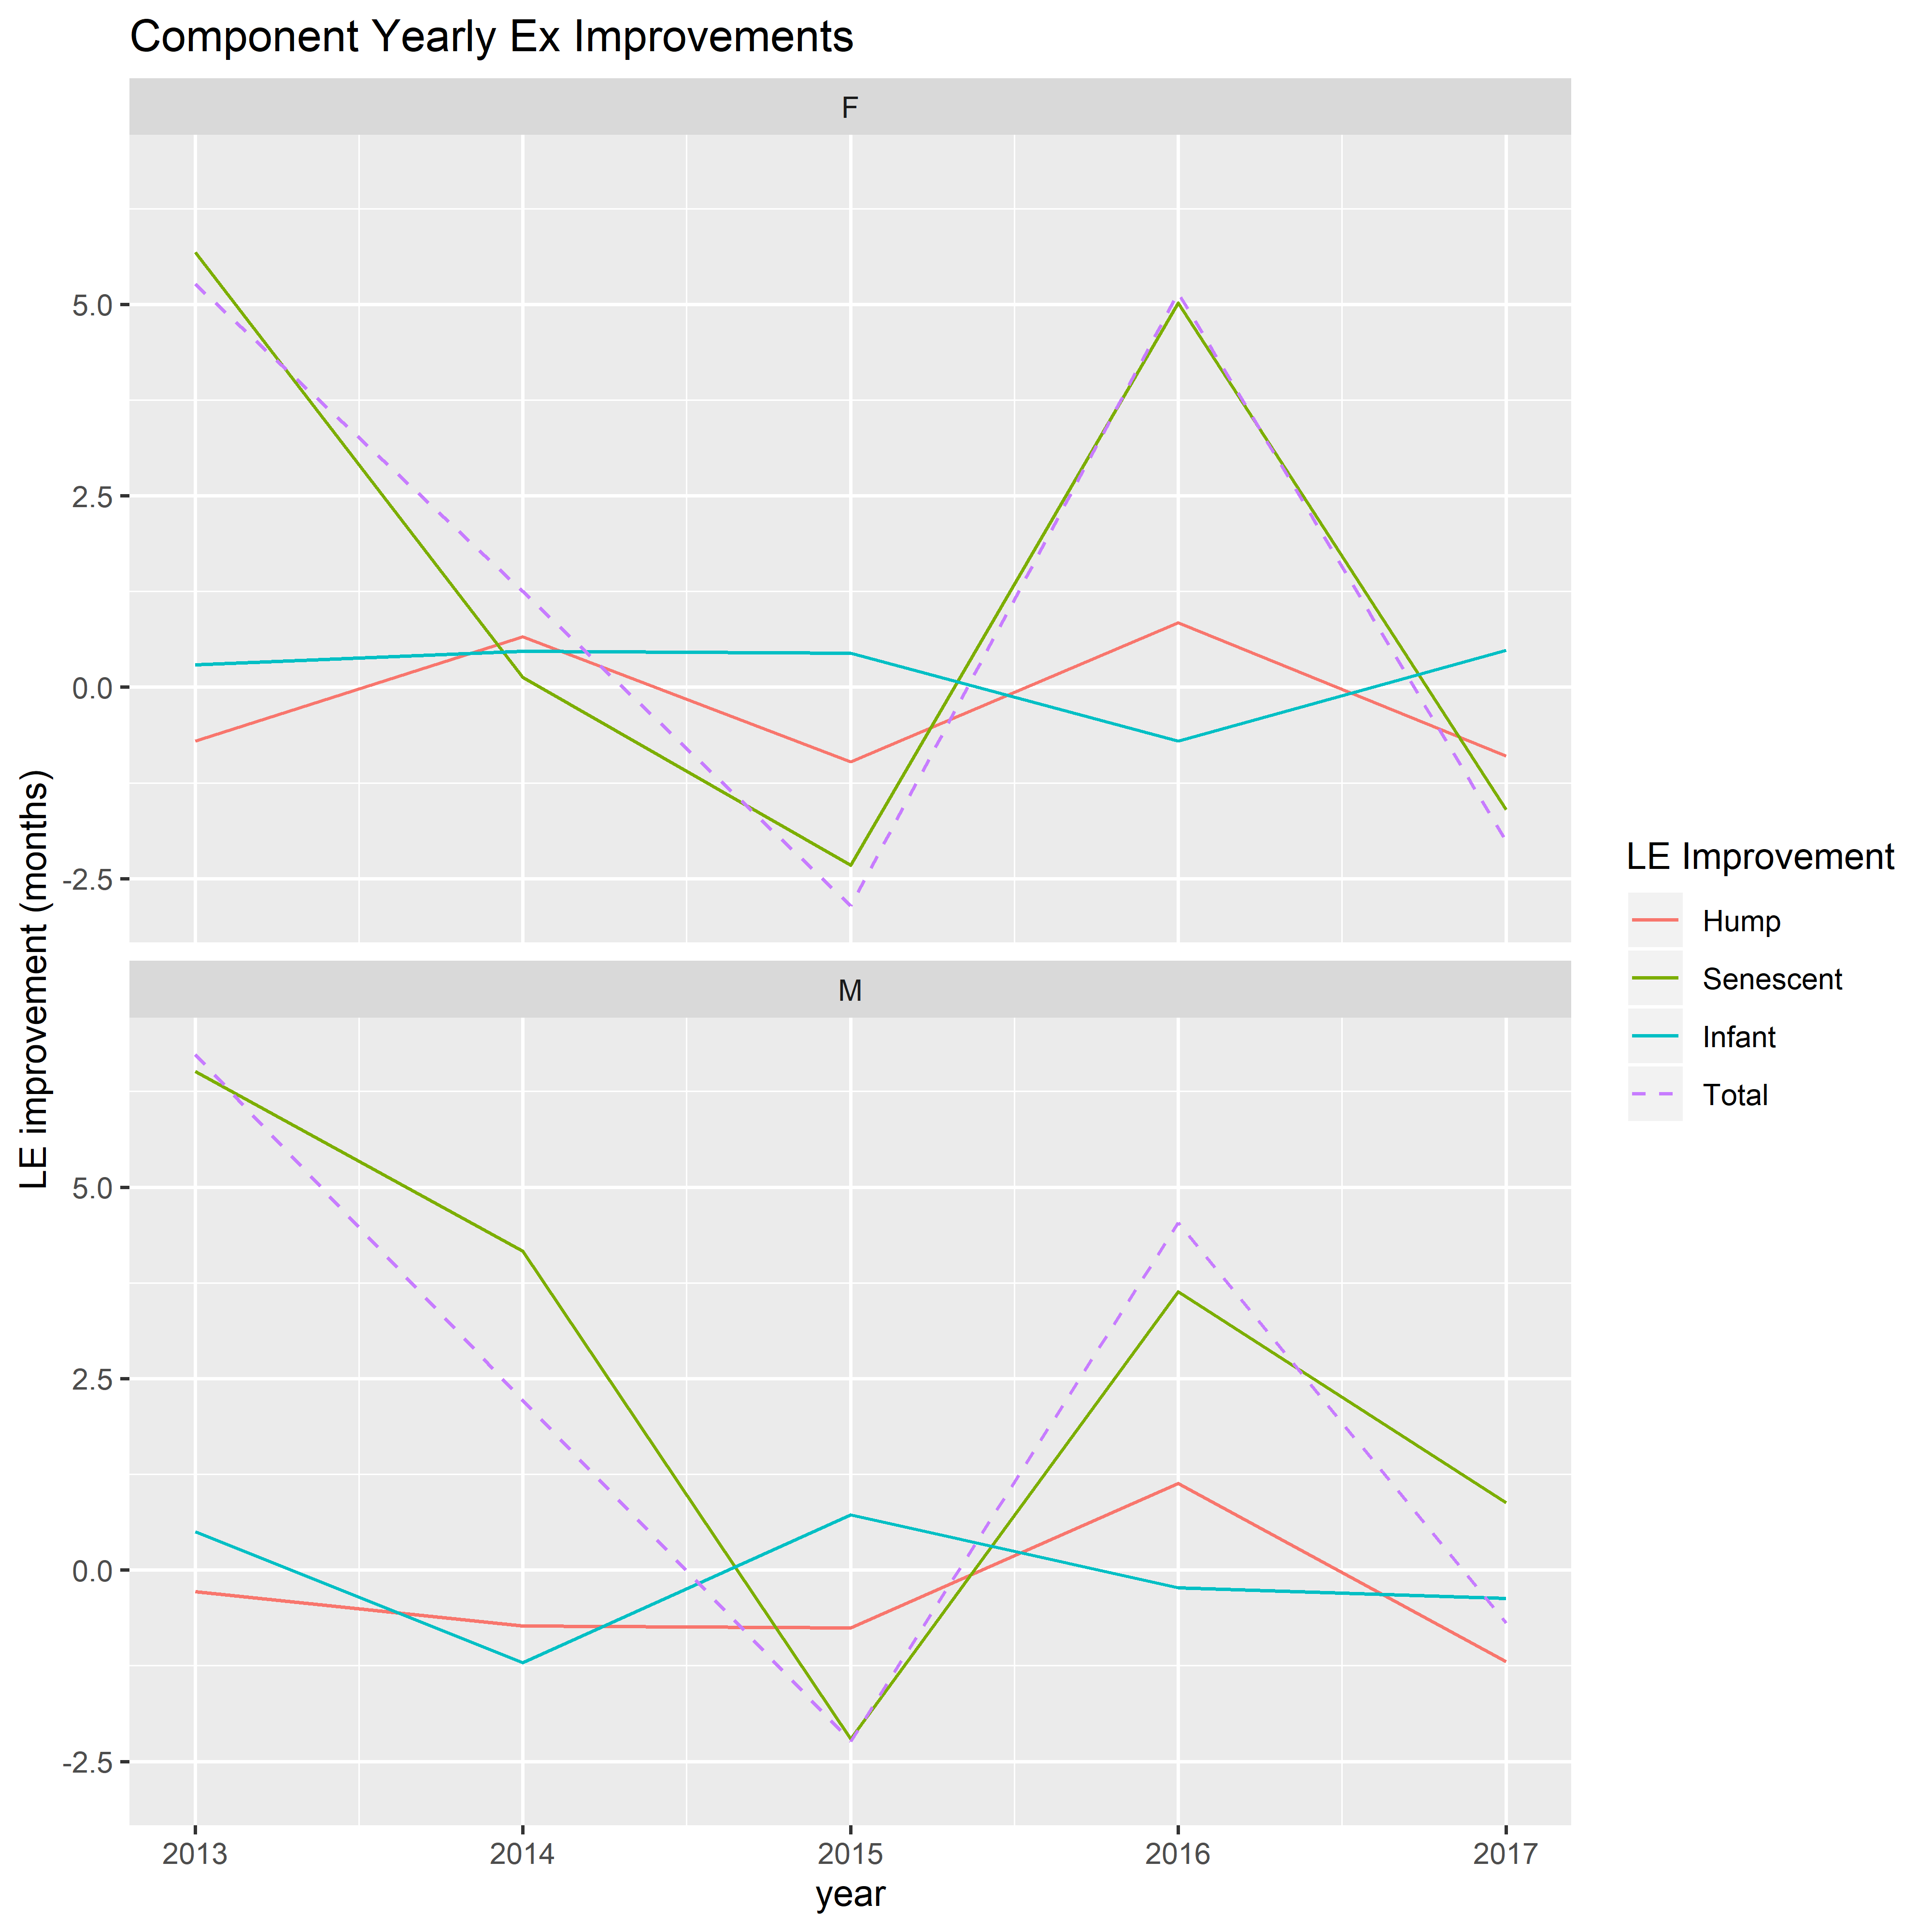 Component Yearly Ex Improvements
F
5.0
2.5
0.0
-2.5
LE improvement (months)
M
5.0
2.5
0.0
-2.5
2013 2014 2015 2016 2017
year
LE Improvement
Hump
Senescent
Infant
Total